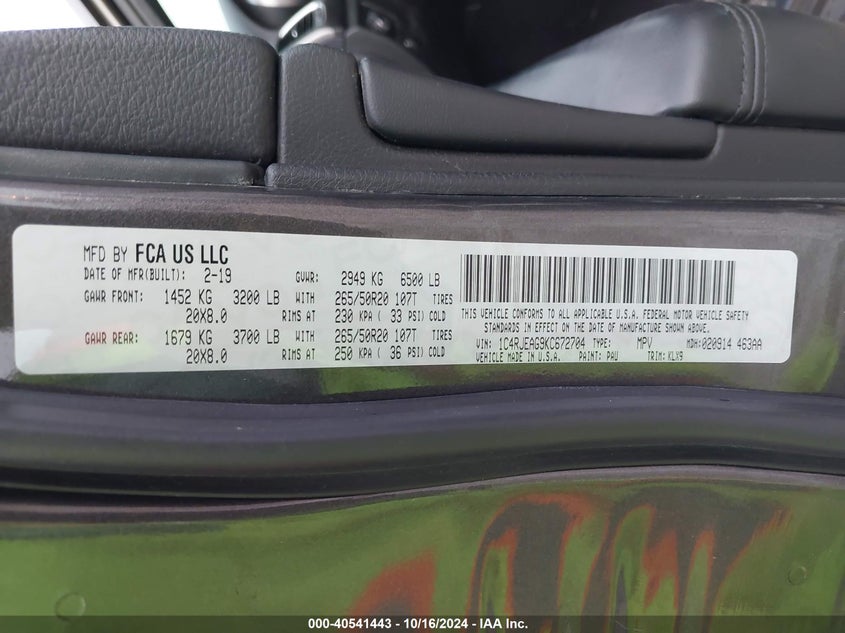 MFD BY FCA US LLC
DATE OF MFR(BUILT): 2-19 GVWR: 2949 KG 6500 LB
GAWR FRONT: 1452 KG 3200 LB WITH 265/50R20 107T TIRES
20X8.0 RIMS AT 230 KPA ( 33 PSI) COLD
GAWR REAR: 1679 KG 3700 LB WITH 265/50R20 107T TIRES
20X8.0 RIMS AT 250 KPA ( 36 PSI) COLD
THIS VEHICLE CONFORMS TO ALL APPLICABLE U.S.A. FEDERAL MOTOR VEHICLE SAFETY
STANDARDS IN EFFECT ON THE DATE OF MANUFACTURE SHOWN ABOVE.
VIN: 1C4RJEAG9KC672704 TYPE: MPV MDH:020914 463AA
VEHICLE MADE IN U.S.A. PAINT: PAU TRIM: KLX9
000-40541443 - 10/16/2024 - IAA Inc.